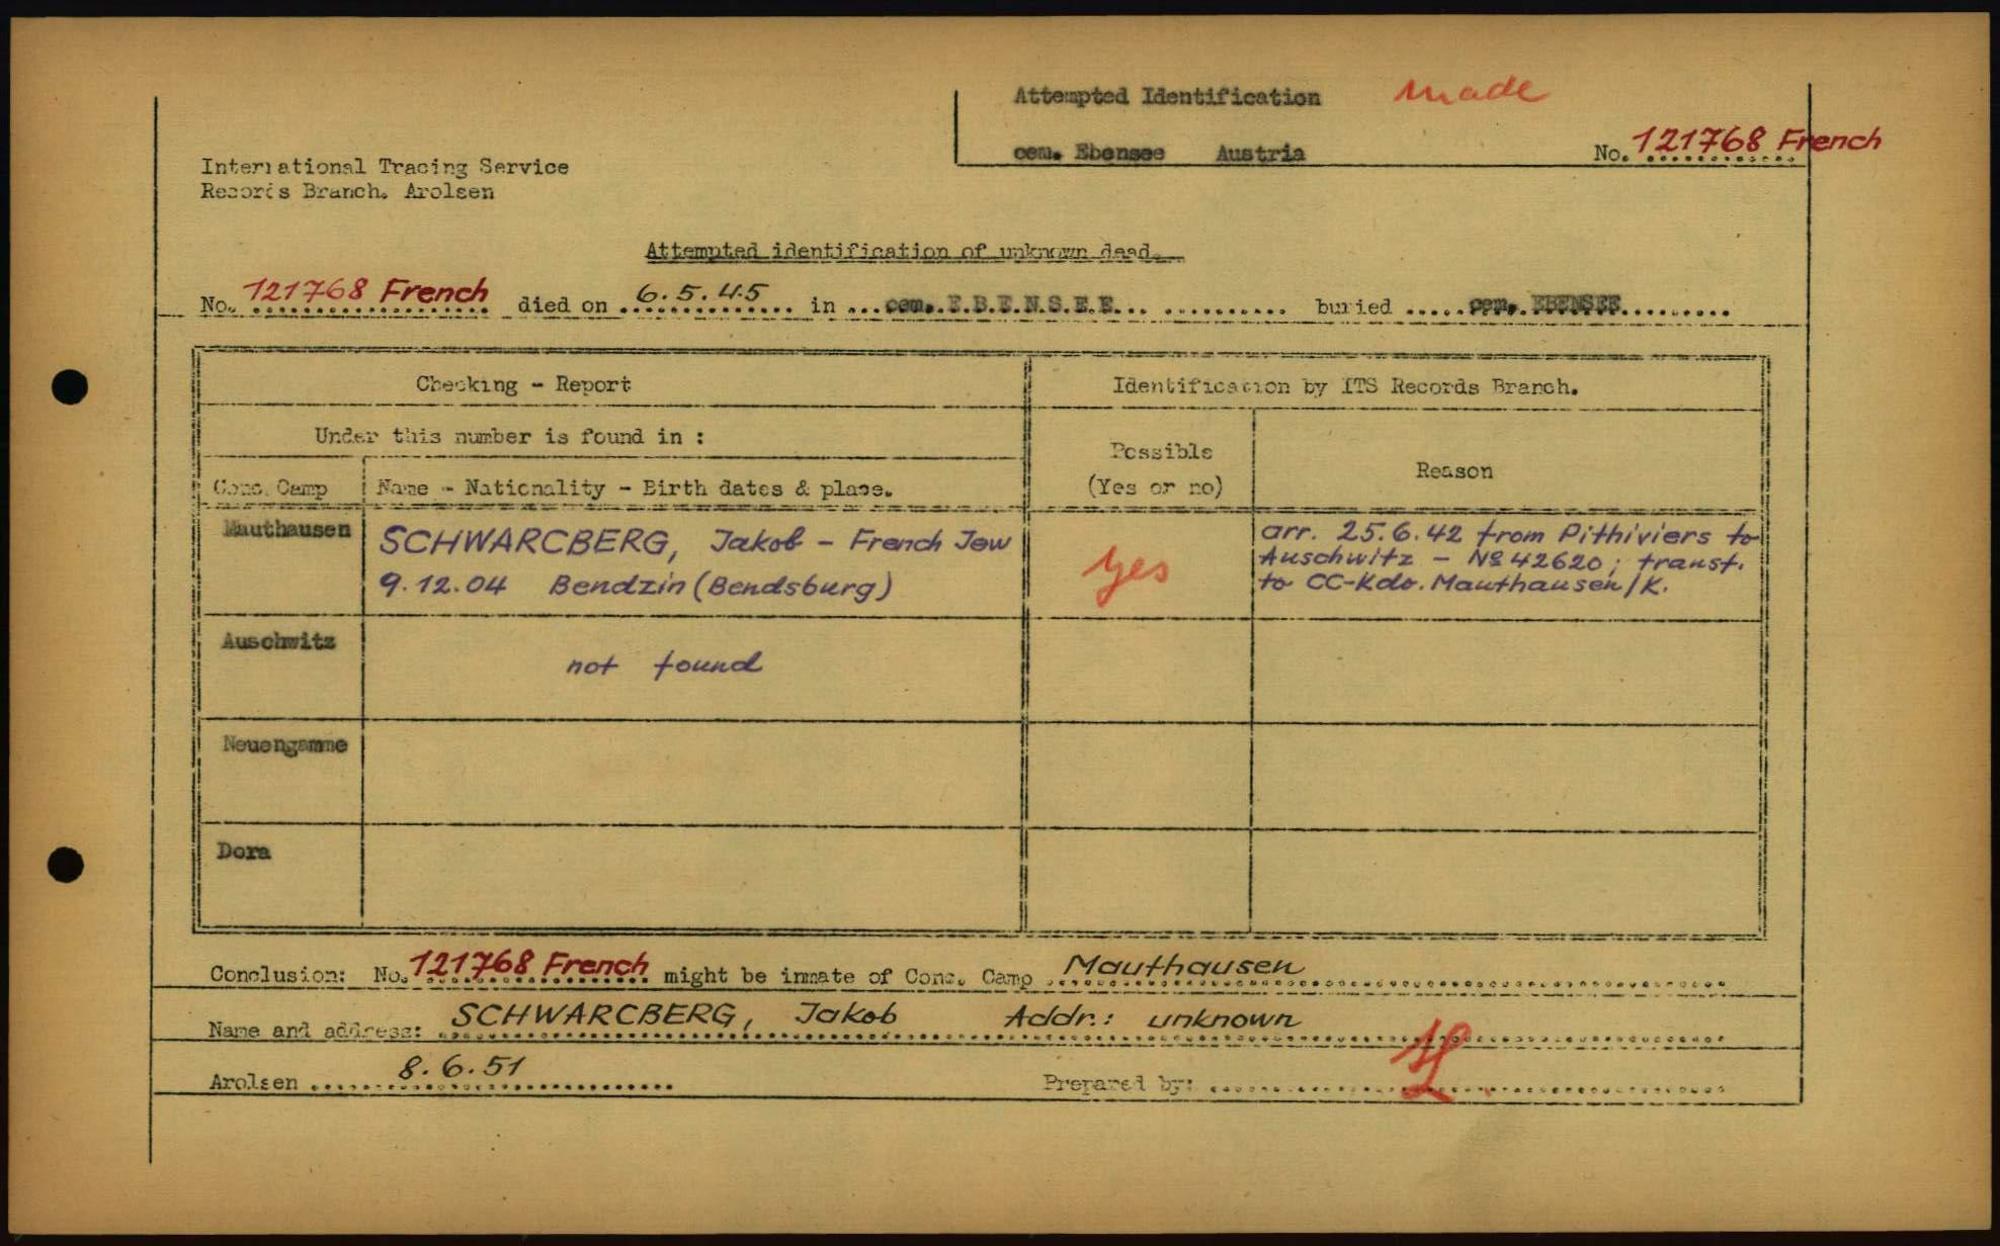 Attempted Identification made
cem. Ebensee Austria No. 121768 French
International Tracing Service
Records Branch. Arolsen
Attempted identification of unknown dead.
No. 121768 French died on 6.5.45 in cem. E.B.E.N.S.E.E. buried cem. EBENSEE
Checking - Report Identification by ITS Records Branch.
Under this number is found in :
Possible
(Yes or no)
Reason
Conc. Camp Name - Nationality - Birth dates & place.
Mauthausen SCHWARCBERG, Jakob - French Jew
9.12.04 Bendzin (Bendsburg)
yes
arr. 25.6.42 from Pithiviers to
Auschwitz - № 42620; transf.
to CC-Kdo. Mauthausen/K.
Auschwitz not found
Neuengamme
Dora
Conclusion: No. 121768 French might be inmate of Conc. Camp Mauthausen
Name and address: SCHWARCBERG, Jakob Addr.: unknown
Arolsen 8.6.51 Prepared by: